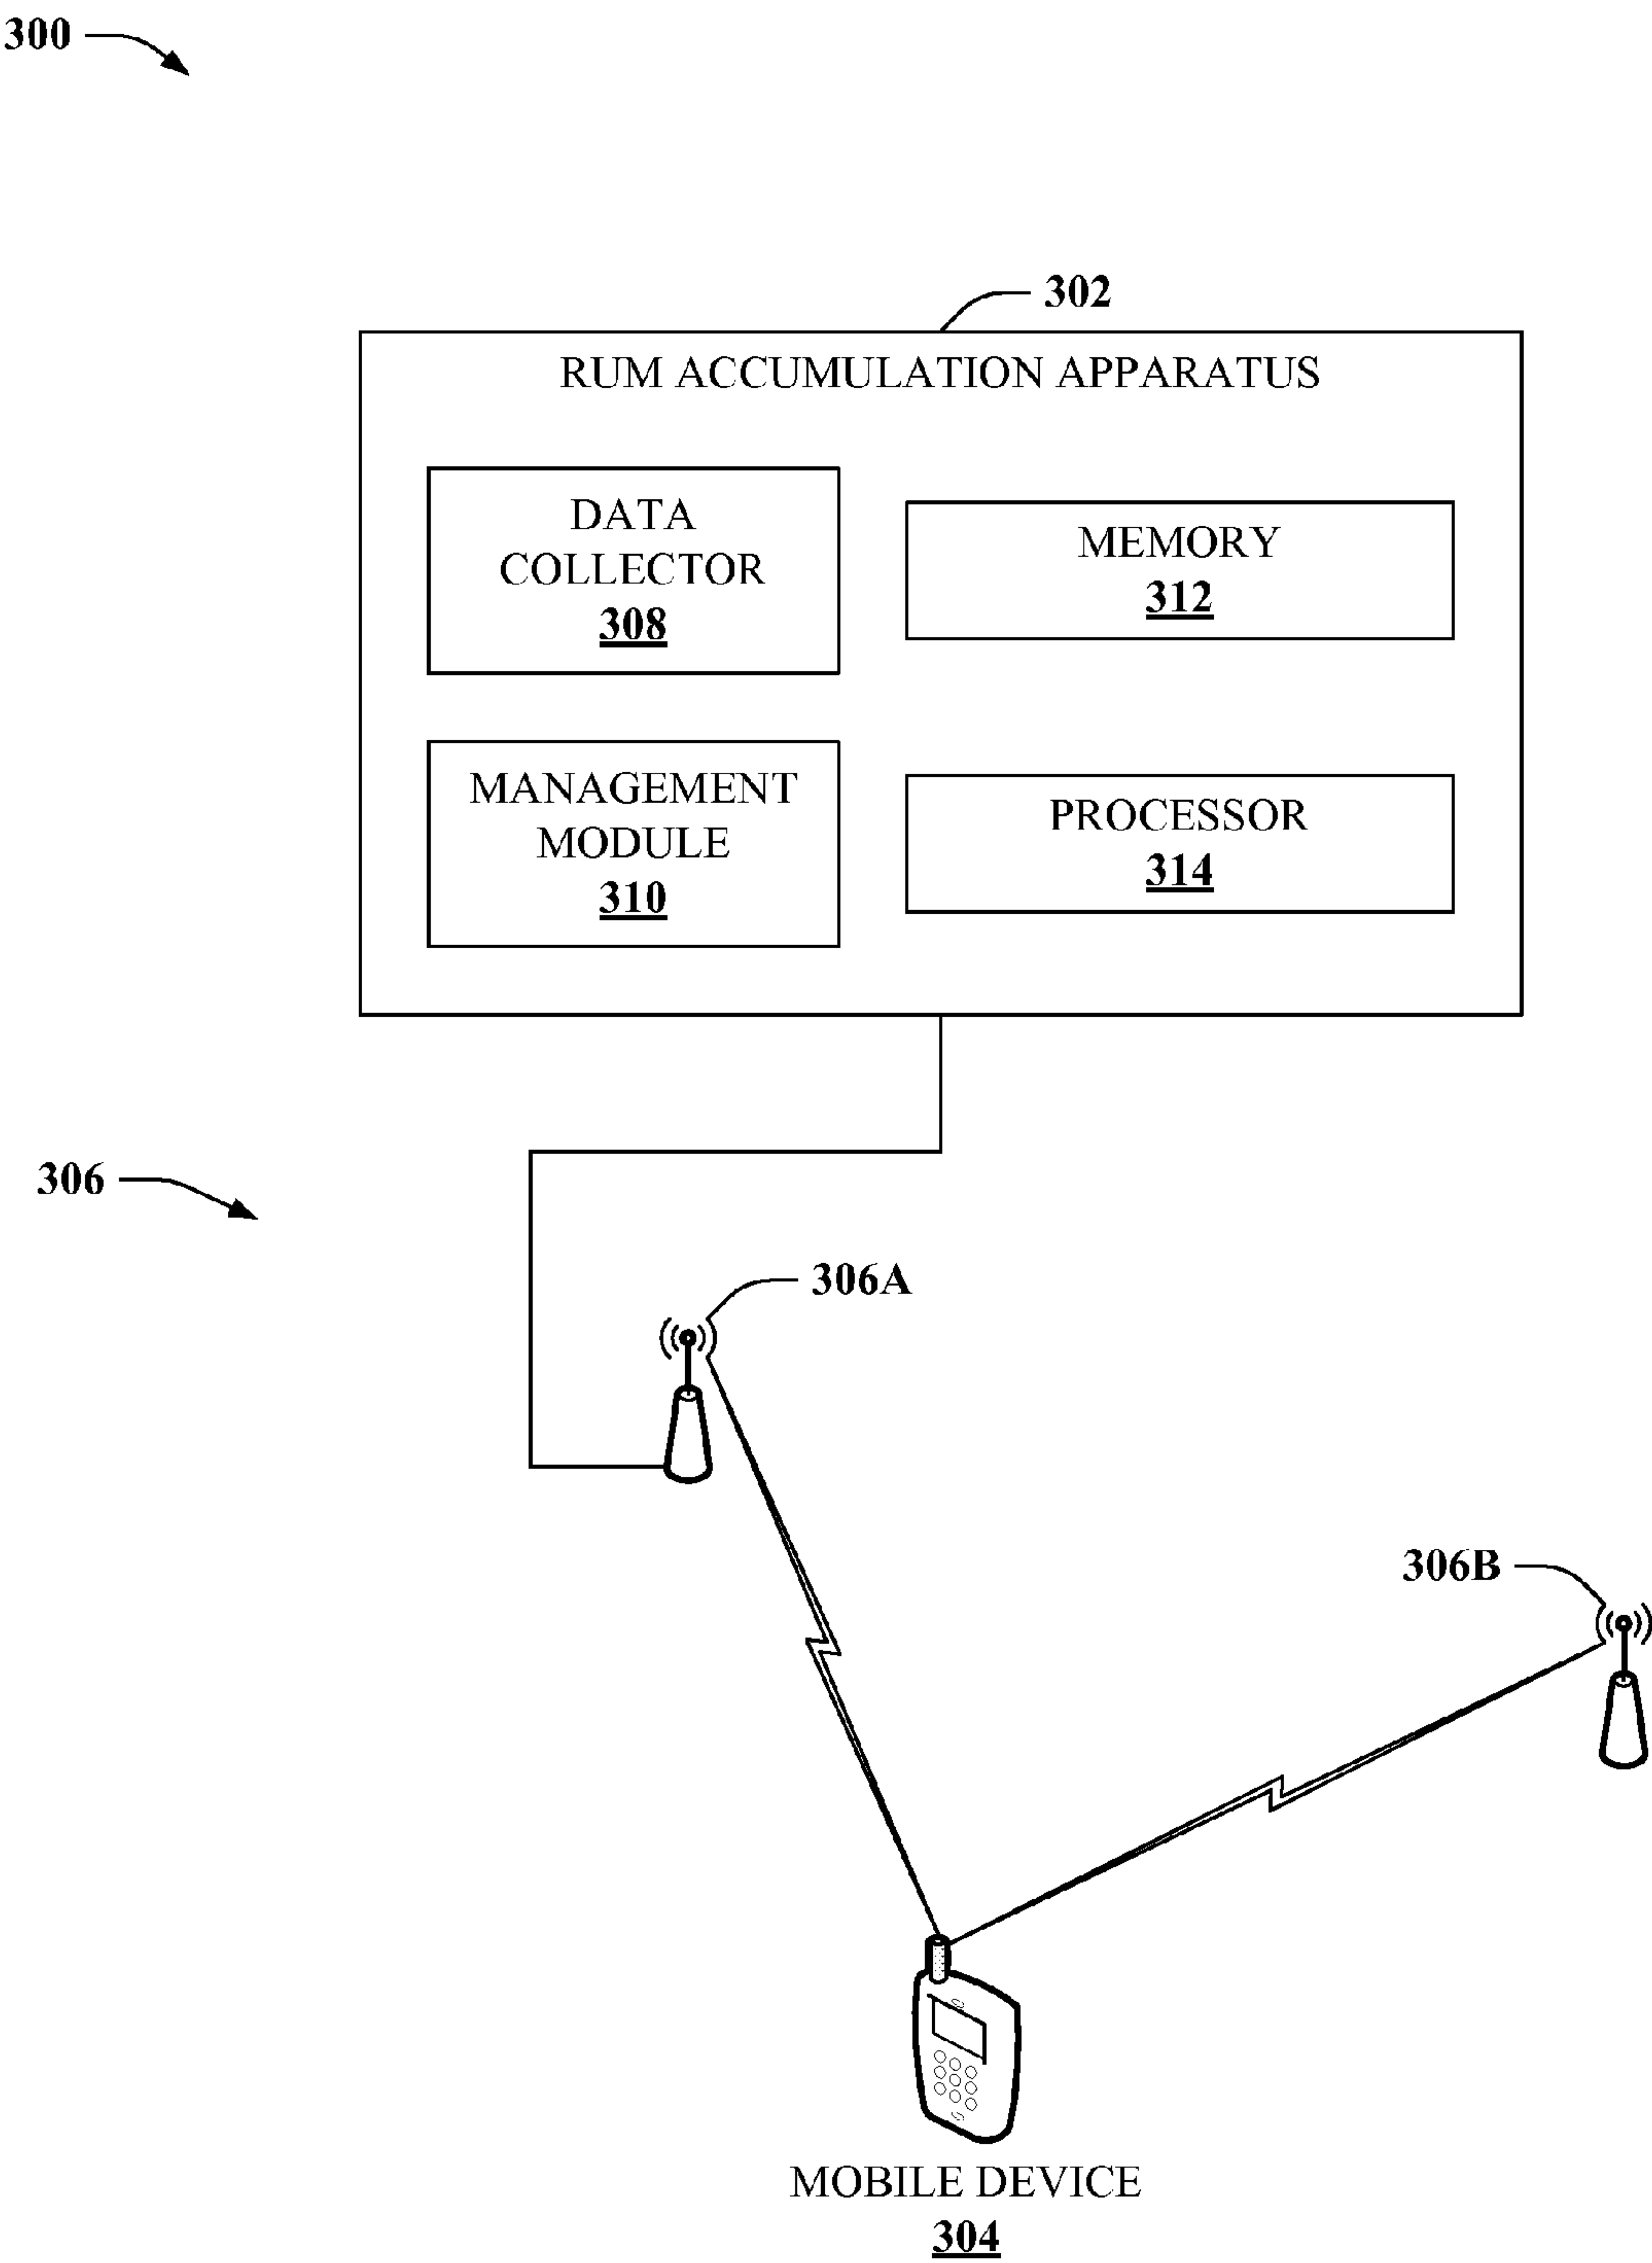 300
302
RUM ACCUMULATION APPARATUS
DATA
COLLECTOR
308
MEMORY
312
MANAGEMENT
MODULE
310
PROCESSOR
314
306
306A
306B
MOBILE DEVICE
304